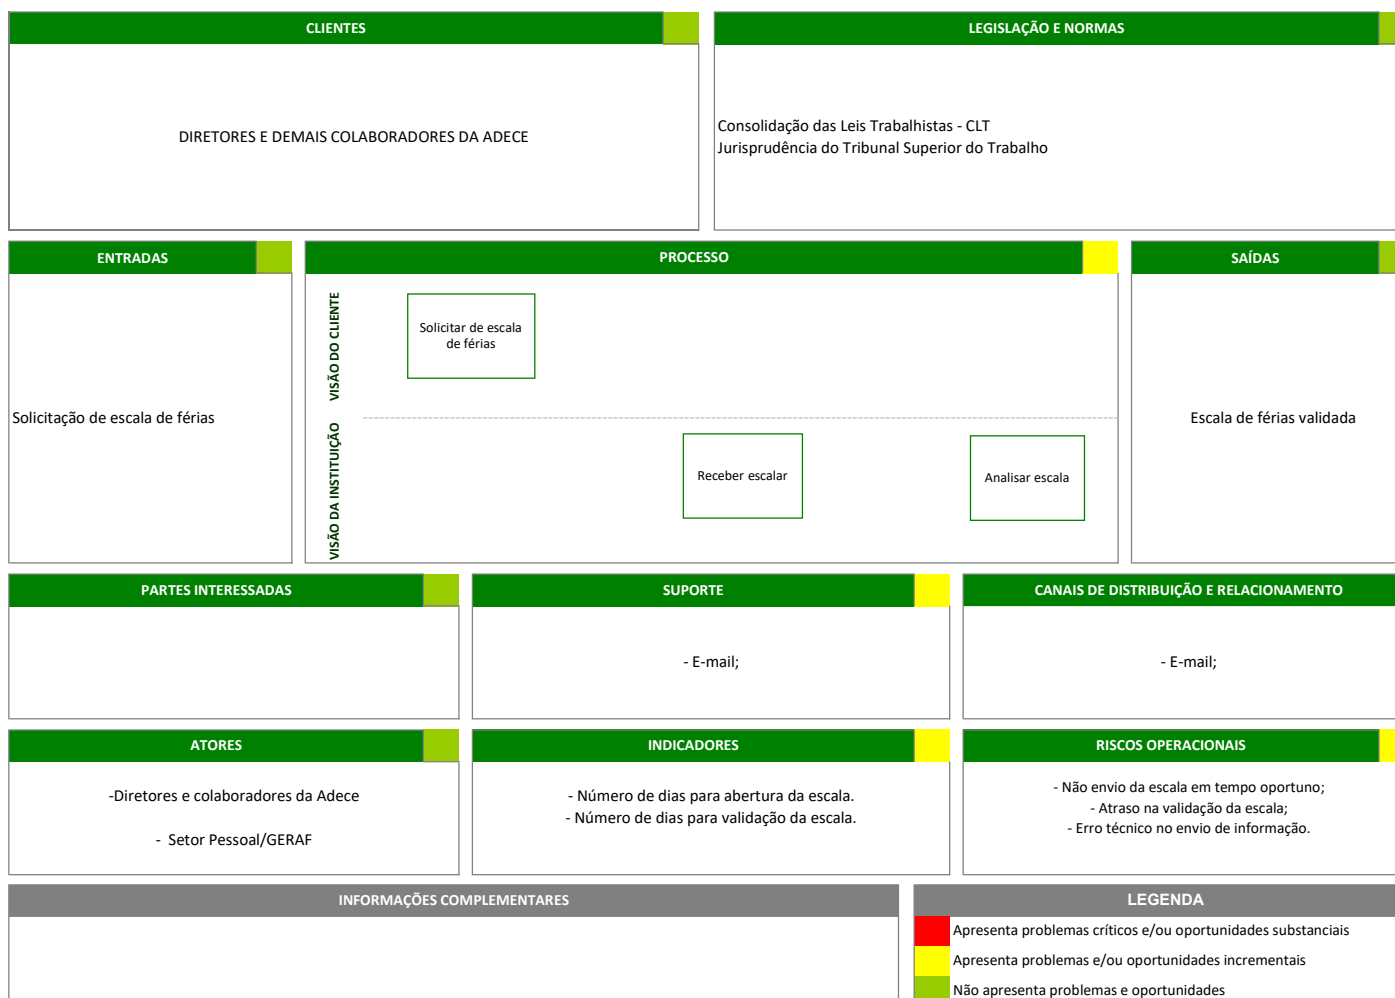 CLIENTES
LEGISLAÇÃO E NORMAS
DIRETORES E DEMAIS COLABORADORES DA ADECE
Consolidação das Leis Trabalhistas - CLT
Jurisprudência do Tribunal Superior do Trabalho
ENTRADAS
PROCESSO
SAÍDAS
Solicitação de escala de férias
VISÃO DO CLIENTE
Solicitar de escala
de férias
VISÃO DA INSTITUIÇÃO
Receber escalar
Analisar escala
Escala de férias validada
PARTES INTERESSADAS
SUPORTE
CANAIS DE DISTRIBUIÇÃO E RELACIONAMENTO
- E-mail;
- E-mail;
ATORES
INDICADORES
RISCOS OPERACIONAIS
-Diretores e colaboradores da Adece
- Setor Pessoal/GERAF
- Número de dias para abertura da escala.
- Número de dias para validação da escala.
- Não envio da escala em tempo oportuno;
- Atraso na validação da escala;
- Erro técnico no envio de informação.
INFORMAÇÕES COMPLEMENTARES
LEGENDA
Apresenta problemas críticos e/ou oportunidades substanciais
Apresenta problemas e/ou oportunidades incrementais
Não apresenta problemas e oportunidades